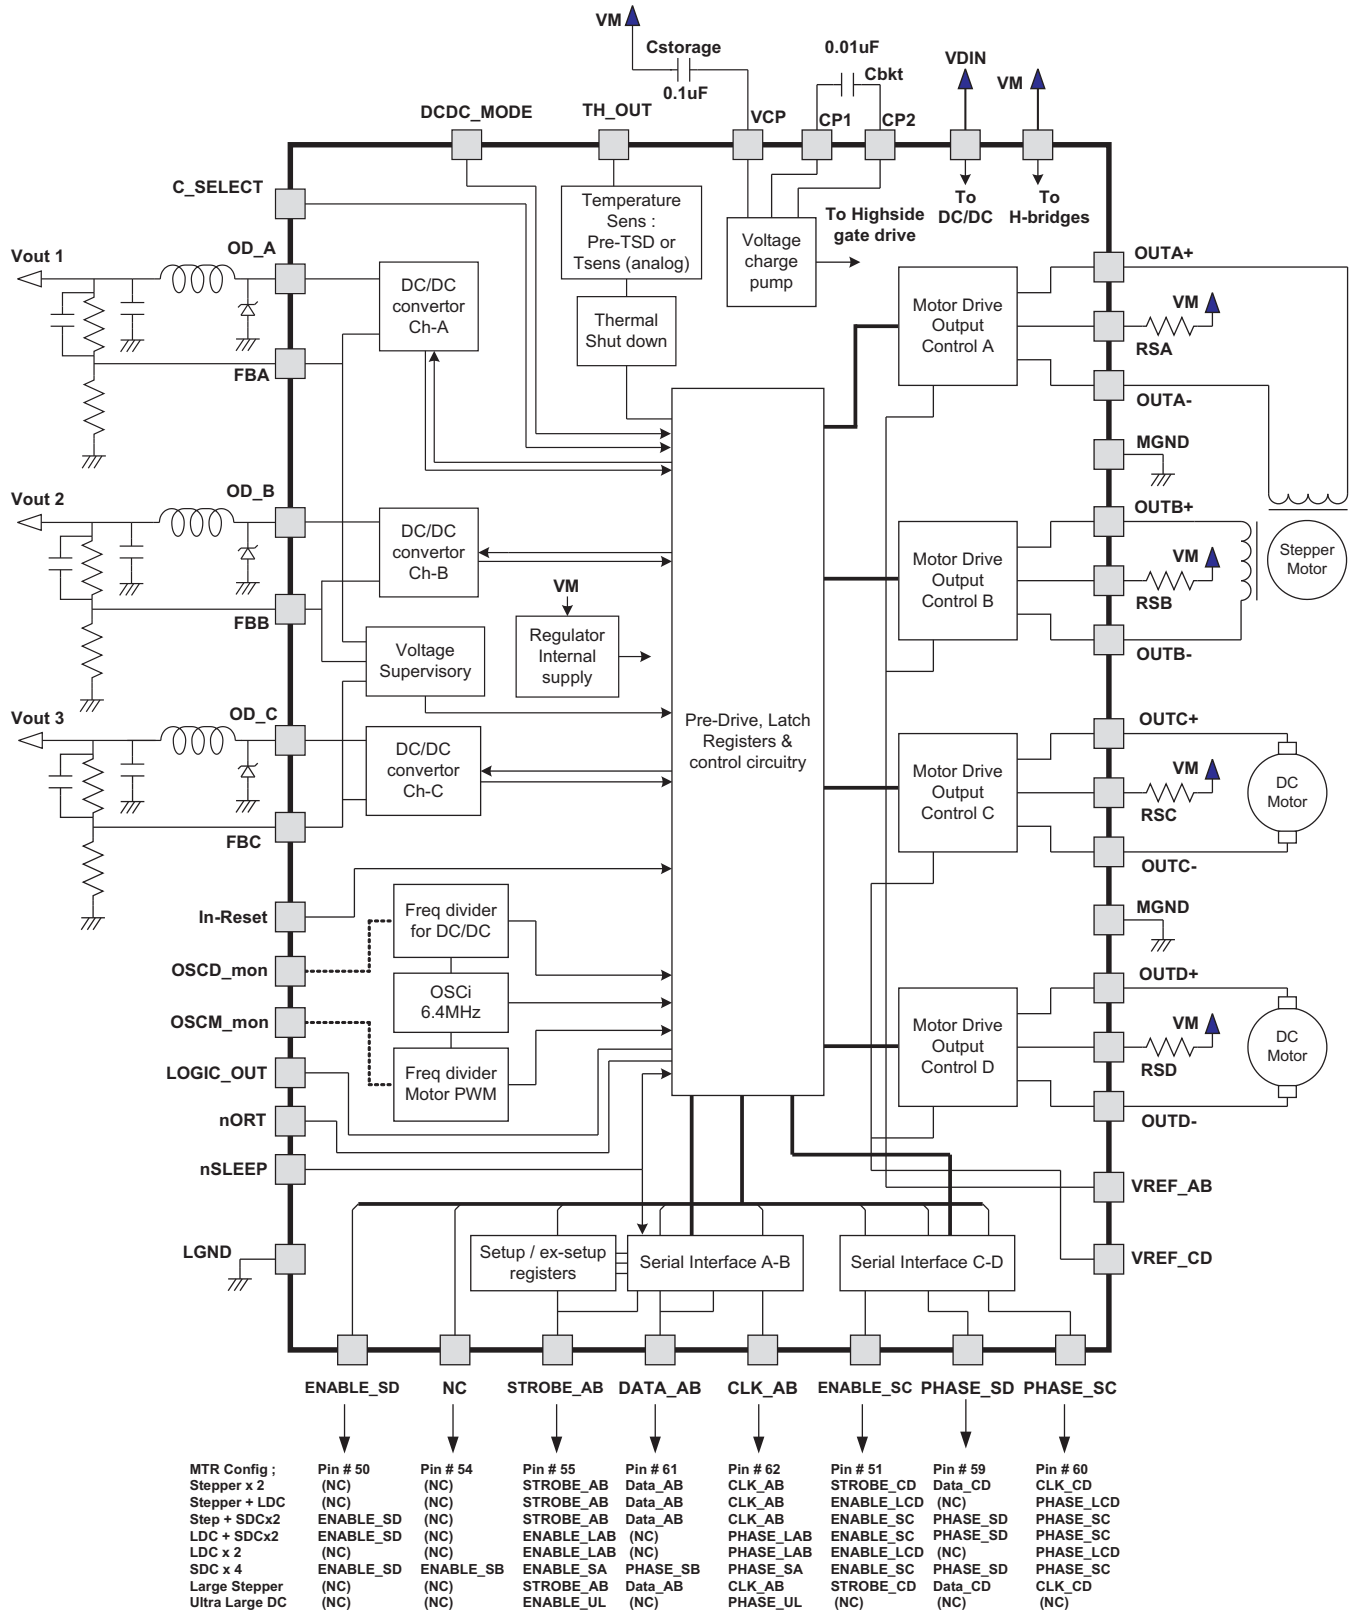 VM
Cstorage
0.1uF
0.01uF
Cbkt
VDIN
VM
DCDC_MODE
TH_OUT
VCP
CP1
CP2
C_SELECT
Temperature
Sens :
Pre-TSD or
Tsens (analog)
Voltage
charge
pump
To Highside
gate drive
To
DC/DC
To
H-bridges
Vout 1
OD_A
DC/DC
convertor
Ch-A
FBA
Thermal
Shut down
Motor Drive
Output
Control A
OUTA+
VM
RSA
OUTA-
MGND
Vout 2
OD_B
DC/DC
convertor
Ch-B
FBB
VM
Regulator
Internal
supply
Voltage
Supervisory
Motor Drive
Output
Control B
OUTB+
VM
RSB
OUTB-
Stepper
Motor
Vout 3
OD_C
DC/DC
convertor
Ch-C
FBC
Pre-Drive, Latch
Registers &
control circuitry
Motor Drive
Output
Control C
OUTC+
VM
RSC
OUTC-
DC
Motor
MGND
In-Reset
OSCD_mon
OSCM_mon
LOGIC_OUT
nORT
nSLEEP
LGND
Freq divider
for DC/DC
OSCi
6.4MHz
Freq divider
Motor PWM
Motor Drive
Output
Control D
OUTD+
VM
RSD
OUTD-
DC
Motor
VREF_AB
VREF_CD
Setup / ex-setup
registers
Serial Interface A-B
Serial Interface C-D
ENABLE_SD NC STROBE_AB DATA_AB CLK_AB ENABLE_SC PHASE_SD PHASE_SC
MTR Config ; Pin # 50 Pin # 54 Pin # 55 Pin # 61 Pin # 62 Pin # 51 Pin # 59 Pin # 60
Stepper x 2 (NC) (NC) STROBE_AB Data_AB CLK_AB STROBE_CD Data_CD CLK_CD
Stepper + LDC (NC) (NC) STROBE_AB Data_AB CLK_AB ENABLE_LCD (NC) PHASE_LCD
Step + SDCx2 ENABLE_SD (NC) STROBE_AB Data_AB CLK_AB ENABLE_SC PHASE_SD PHASE_SC
LDC + SDCx2 ENABLE_SD (NC) ENABLE_LAB (NC) PHASE_LAB ENABLE_SC PHASE_SD PHASE_SC
LDC x 2 (NC) (NC) ENABLE_LAB (NC) PHASE_LAB ENABLE_LCD (NC) PHASE_LCD
SDC x 4 ENABLE_SD ENABLE_SB ENABLE_SA PHASE_SB PHASE_SA ENABLE_SC PHASE_SD PHASE_SC
Large Stepper (NC) (NC) STROBE_AB Data_AB CLK_AB STROBE_CD Data_CD CLK_CD
Ultra Large DC (NC) (NC) ENABLE_UL (NC) PHASE_UL (NC) (NC) (NC)